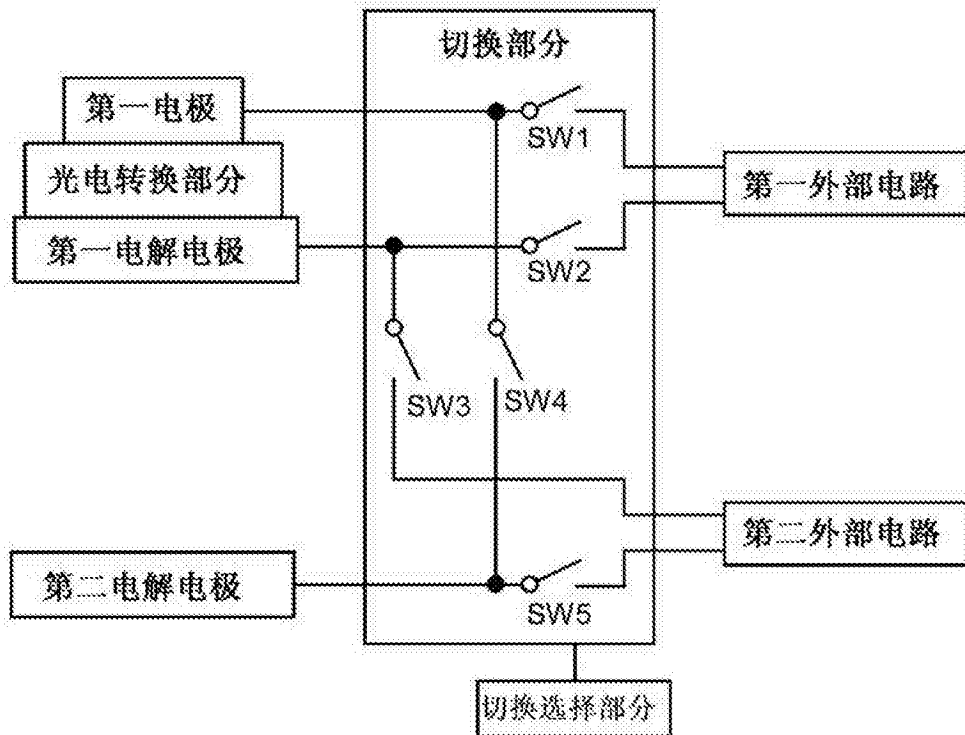 切换部分
第一电极
SW1
光电转换部分
第一外部电路
第一电解电极
SW2
SW3
SW4
第二外部电路
第二电解电极
SW5
切换选择部分